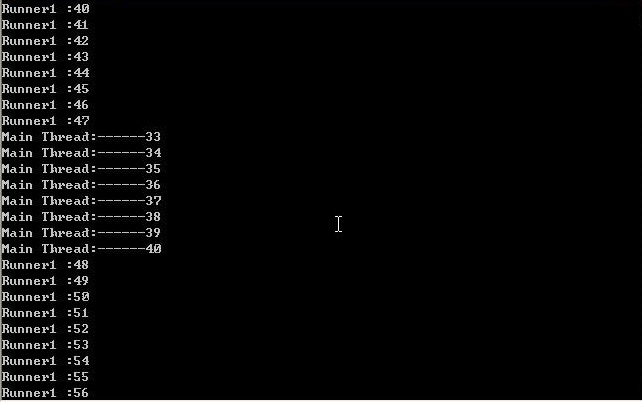 Runner1 :40
Runner1 :41
Runner1 :42
Runner1 :43
Runner1 :44
Runner1 :45
Runner1 :46
Runner1 :47
Main Thread:------33
Main Thread:------34
Main Thread:------35
Main Thread:------36
Main Thread:------37
Main Thread:------38
Main Thread:------39
Main Thread:------40
Runner1 :48
Runner1 :49
Runner1 :50
Runner1 :51
Runner1 :52
Runner1 :53
Runner1 :54
Runner1 :55
Runner1 :56